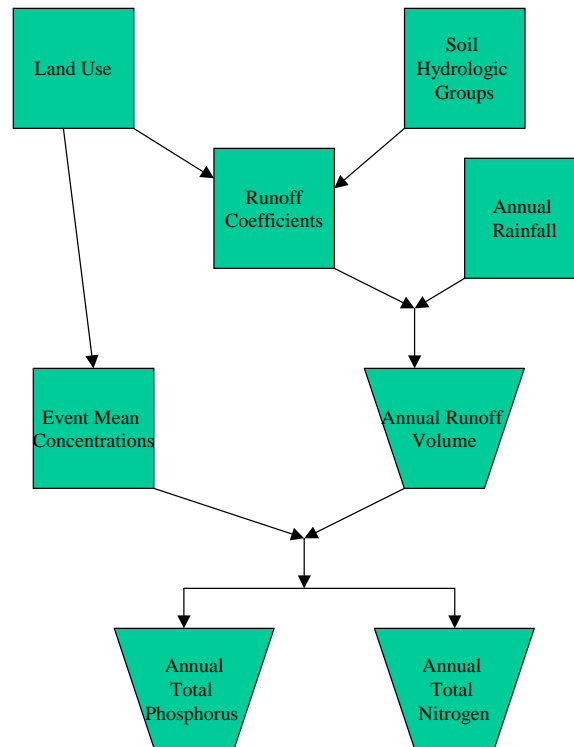 Land Use
Soil
Hydrologic
Groups
Runoff
Coefficients
Annual
Rainfall
Event Mean
Concentrations
Annual Runoff
Volume
Annual
Total
Phosphorus
Annual
Total
Nitrogen